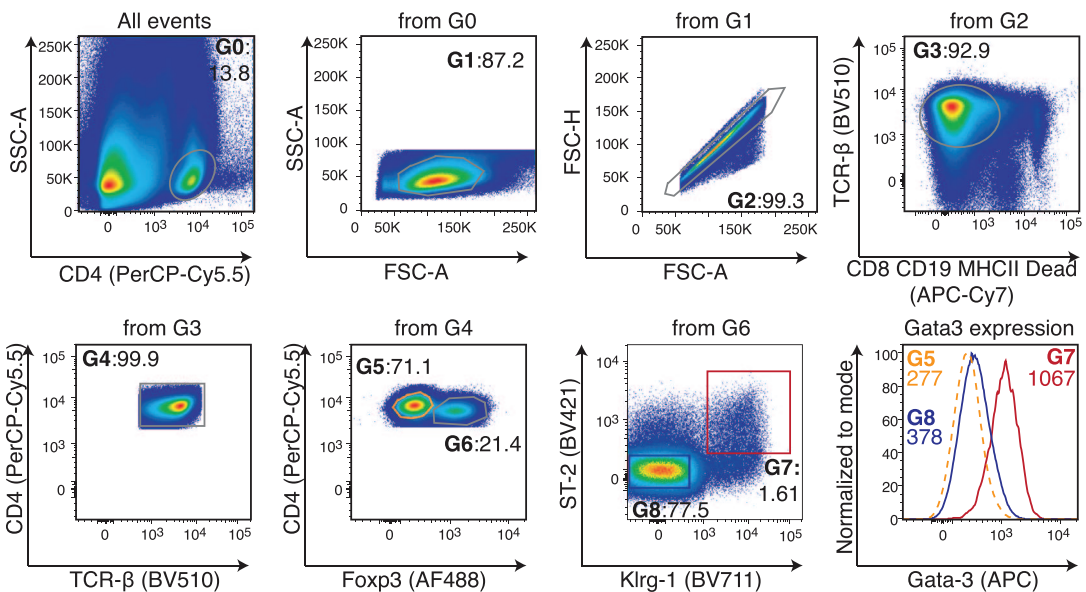 All events
G0:
13.8
SSC-A
250K
200K
150K
100K
50K
0
0
10³
10⁴
10⁵
CD4 (PerCP-Cy5.5)
from G0
G1:87.2
SSC-A
250K
200K
150K
100K
50K
0
0
50K
150K
250K
FSC-A
from G1
G2:99.3
FSC-H
250K
200K
150K
100K
50K
0
0
50K
150K
250K
FSC-A
from G2
G3:92.9
TCR-β (BV510)
10⁵
10⁴
10³
0
0
10³
10⁴
10⁵
CD8 CD19 MHCII Dead
(APC-Cy7)
from G3
G4:99.9
CD4 (PerCP-Cy5.5)
10⁵
10⁴
10³
0
0
10³
10⁴
10⁵
TCR-β (BV510)
from G4
G5:71.1
G6:21.4
CD4 (PerCP-Cy5.5)
10⁵
10⁴
10³
0
0
10³
10⁴
Foxp3 (AF488)
from G6
G7:
1.61
G8:77.5
ST-2 (BV421)
10⁴
10³
0
0
10³
10⁴
10⁵
Klrg-1 (BV711)
Gata3 expression
G5
277
G7
1067
G8
378
Normalized to mode
100
80
60
40
20
0
0
10³
10⁴
Gata-3 (APC)